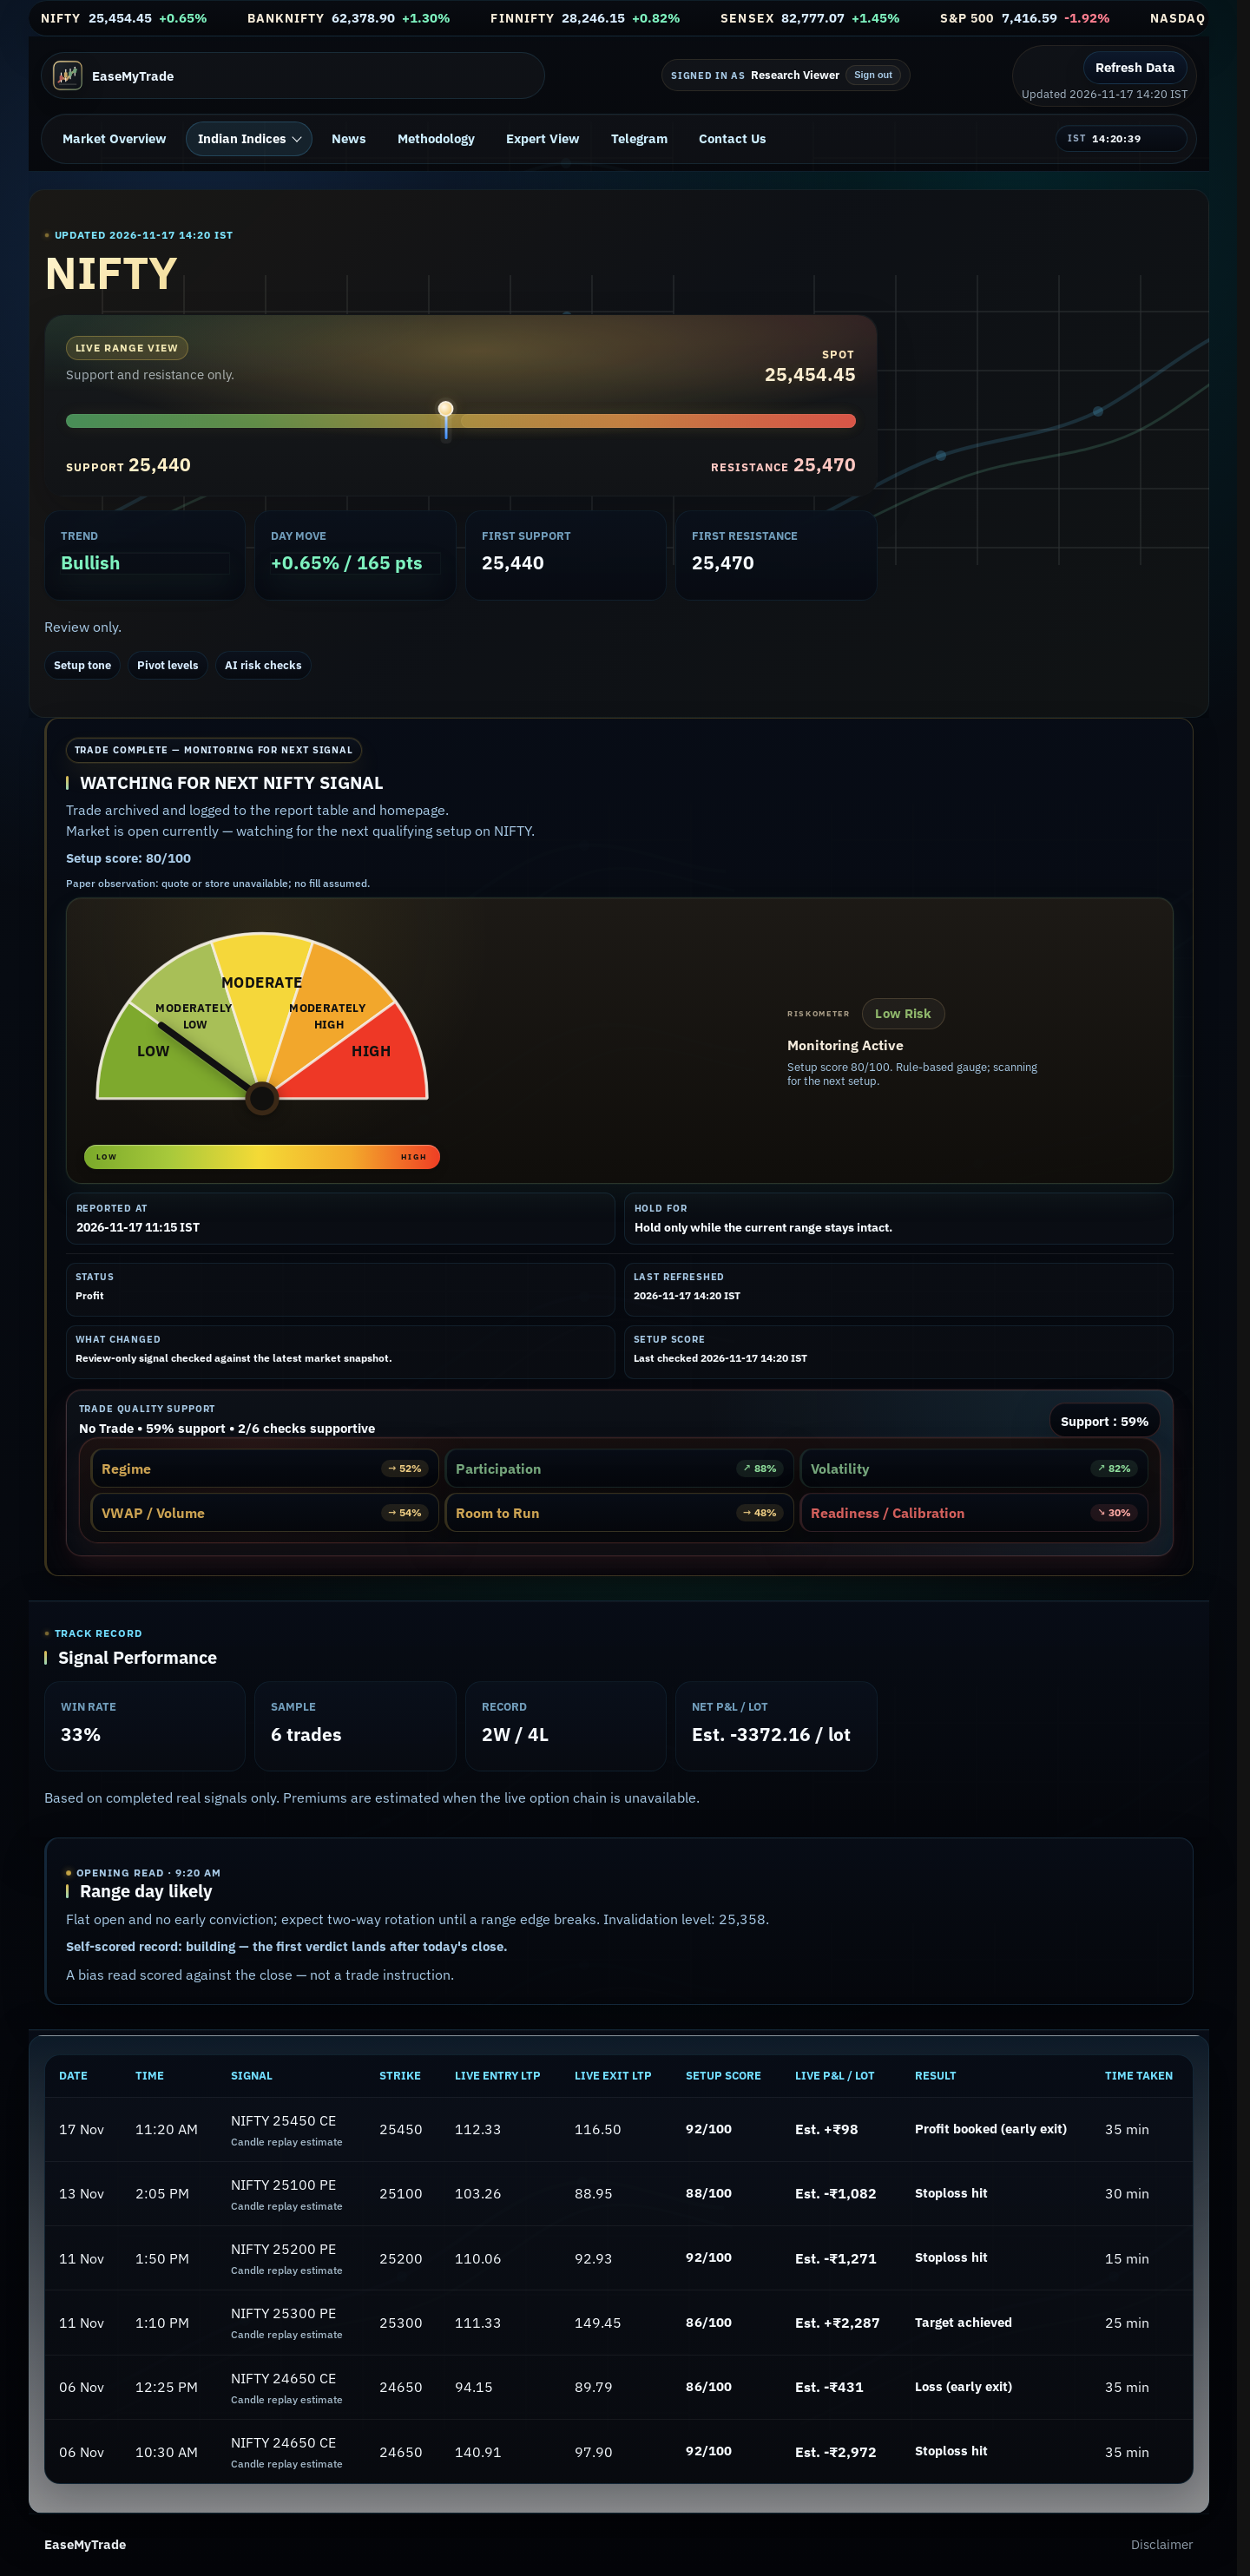 NIFTY 25,454.45 +0.65% BANKNIFTY 62,378.90 +1.30% FINNIFTY 28,246.15 +0.82% SENSEX 82,777.07 +1.45% S&P 500 7,416.59 -1.92% NASDAQ
EaseMyTrade
SIGNED IN AS Research Viewer Sign out
Refresh Data
Updated 2026-11-17 14:20 IST
Market Overview Indian Indices News Methodology Expert View Telegram Contact Us IST 14:20:39
UPDATED 2026-11-17 14:20 IST
NIFTY
LIVE RANGE VIEW
Support and resistance only.
SPOT
25,454.45
SUPPORT 25,440 RESISTANCE 25,470
TREND
Bullish
DAY MOVE
+0.65% / 165 pts
FIRST SUPPORT
25,440
FIRST RESISTANCE
25,470
Review only.
Setup tone Pivot levels AI risk checks
TRADE COMPLETE — MONITORING FOR NEXT SIGNAL
WATCHING FOR NEXT NIFTY SIGNAL
Trade archived and logged to the report table and homepage.
Market is open currently — watching for the next qualifying setup on NIFTY.
Setup score: 80/100
Paper observation: quote or store unavailable; no fill assumed.
MODERATE
MODERATELY
LOW
MODERATELY
HIGH
LOW
HIGH
LOW HIGH
RISKOMETER Low Risk
Monitoring Active
Setup score 80/100. Rule-based gauge; scanning
for the next setup.
REPORTED AT
2026-11-17 11:15 IST
HOLD FOR
Hold only while the current range stays intact.
STATUS
Profit
LAST REFRESHED
2026-11-17 14:20 IST
WHAT CHANGED
Review-only signal checked against the latest market snapshot.
SETUP SCORE
Last checked 2026-11-17 14:20 IST
TRADE QUALITY SUPPORT
No Trade • 59% support • 2/6 checks supportive
Support : 59%
Regime → 52% Participation ↗ 88% Volatility ↗ 82%
VWAP / Volume → 54% Room to Run → 48% Readiness / Calibration ↘ 30%
TRACK RECORD
Signal Performance
WIN RATE
33%
SAMPLE
6 trades
RECORD
2W / 4L
NET P&L / LOT
Est. -3372.16 / lot
Based on completed real signals only. Premiums are estimated when the live option chain is unavailable.
OPENING READ · 9:20 AM
Range day likely
Flat open and no early conviction; expect two-way rotation until a range edge breaks. Invalidation level: 25,358.
Self-scored record: building — the first verdict lands after today's close.
A bias read scored against the close — not a trade instruction.
DATE TIME SIGNAL STRIKE LIVE ENTRY LTP LIVE EXIT LTP SETUP SCORE LIVE P&L / LOT RESULT TIME TAKEN
17 Nov 11:20 AM NIFTY 25450 CE 25450 112.33 116.50 92/100 Est. +₹98 Profit booked (early exit) 35 min
Candle replay estimate
13 Nov 2:05 PM NIFTY 25100 PE 25100 103.26 88.95 88/100 Est. -₹1,082 Stoploss hit 30 min
Candle replay estimate
11 Nov 1:50 PM NIFTY 25200 PE 25200 110.06 92.93 92/100 Est. -₹1,271 Stoploss hit 15 min
Candle replay estimate
11 Nov 1:10 PM NIFTY 25300 PE 25300 111.33 149.45 86/100 Est. +₹2,287 Target achieved 25 min
Candle replay estimate
06 Nov 12:25 PM NIFTY 24650 CE 24650 94.15 89.79 86/100 Est. -₹431 Loss (early exit) 35 min
Candle replay estimate
06 Nov 10:30 AM NIFTY 24650 CE 24650 140.91 97.90 92/100 Est. -₹2,972 Stoploss hit 35 min
Candle replay estimate
EaseMyTrade Disclaimer